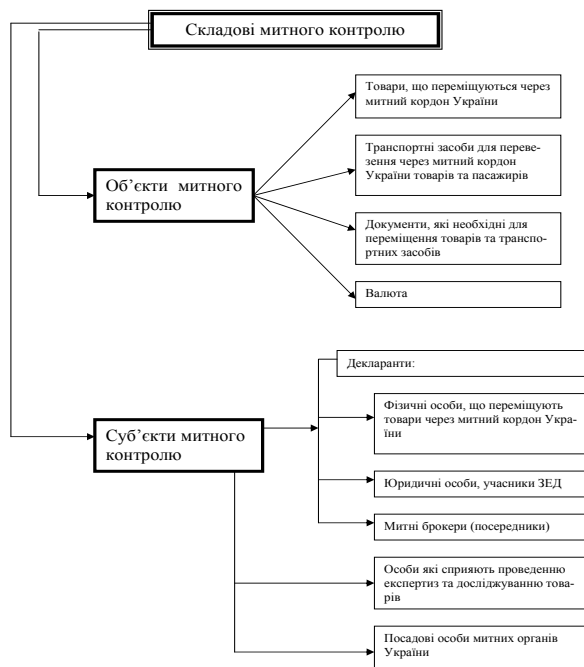 Складові митного контролю
Товари, що переміщуються через
митний кордон України
Транспортні засоби для переве-
зення через митний кордон
України товарів та пасажирів
Об’єкти митного
контролю
Документи, які необхідні для
переміщення товарів та транспо-
ртних засобів
Валюта
Декларанти:
Фізичні особи, що переміщують
товари через митний кордон Укра-
їни
Суб’єкти митного
контролю
Юридичні особи, учасники ЗЕД
Митні брокери (посередники)
Особи які сприяють проведенню
експертиз та досліджуванню това-
рів
Посадові особи митних органів
України